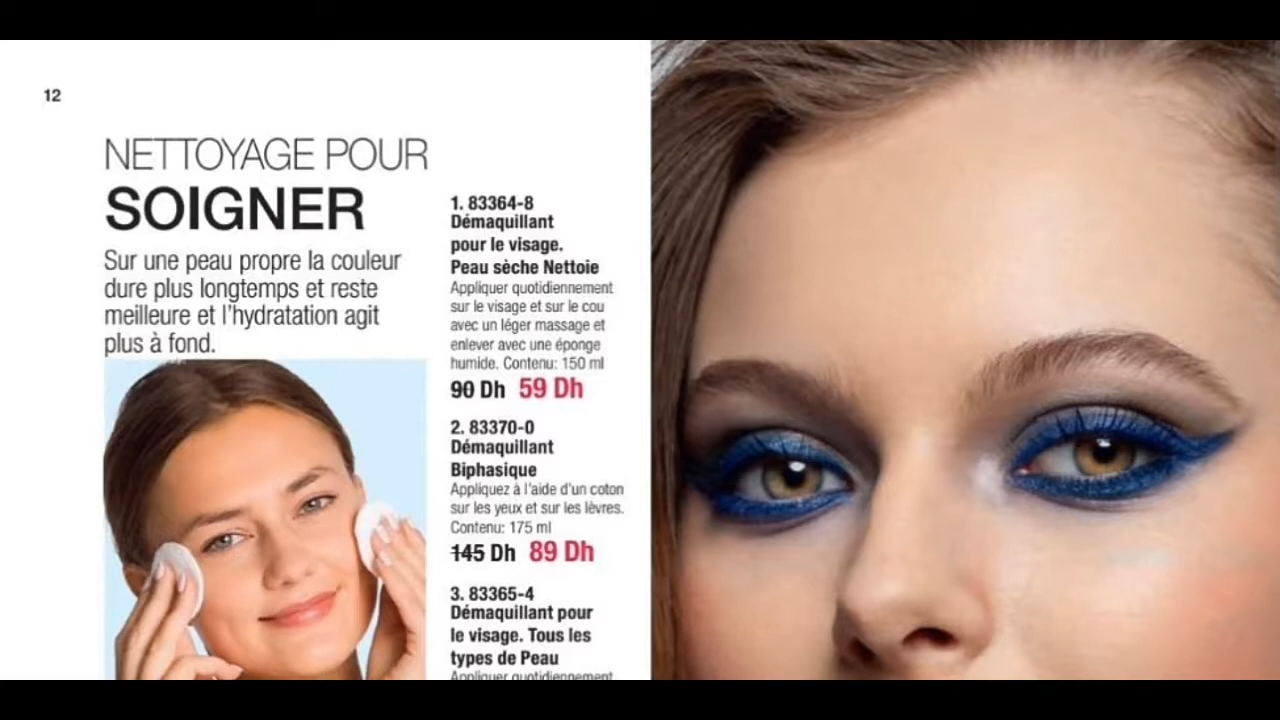 12
NETTOYAGE POUR
SOIGNER
Sur une peau propre la couleur
dure plus longtemps et reste
meilleure et l'hydratation agit
plus à fond.
1. 83364-8
Démaquillant
pour le visage.
Peau sèche Nettoie
Appliquer quotidiennement
sur le visage et sur le cou
avec un léger massage et
enlever avec une éponge
humide. Contenu: 150 ml
90 Dh 59 Dh
2. 83370-0
Démaquillant
Biphasique
Appliquez à l'aide d'un coton
sur les yeux et sur les lèvres.
Contenu: 175 ml
145 Dh 89 Dh
3. 83365-4
Démaquillant pour
le visage. Tous les
types de Peau
Appliquer quotidiennement